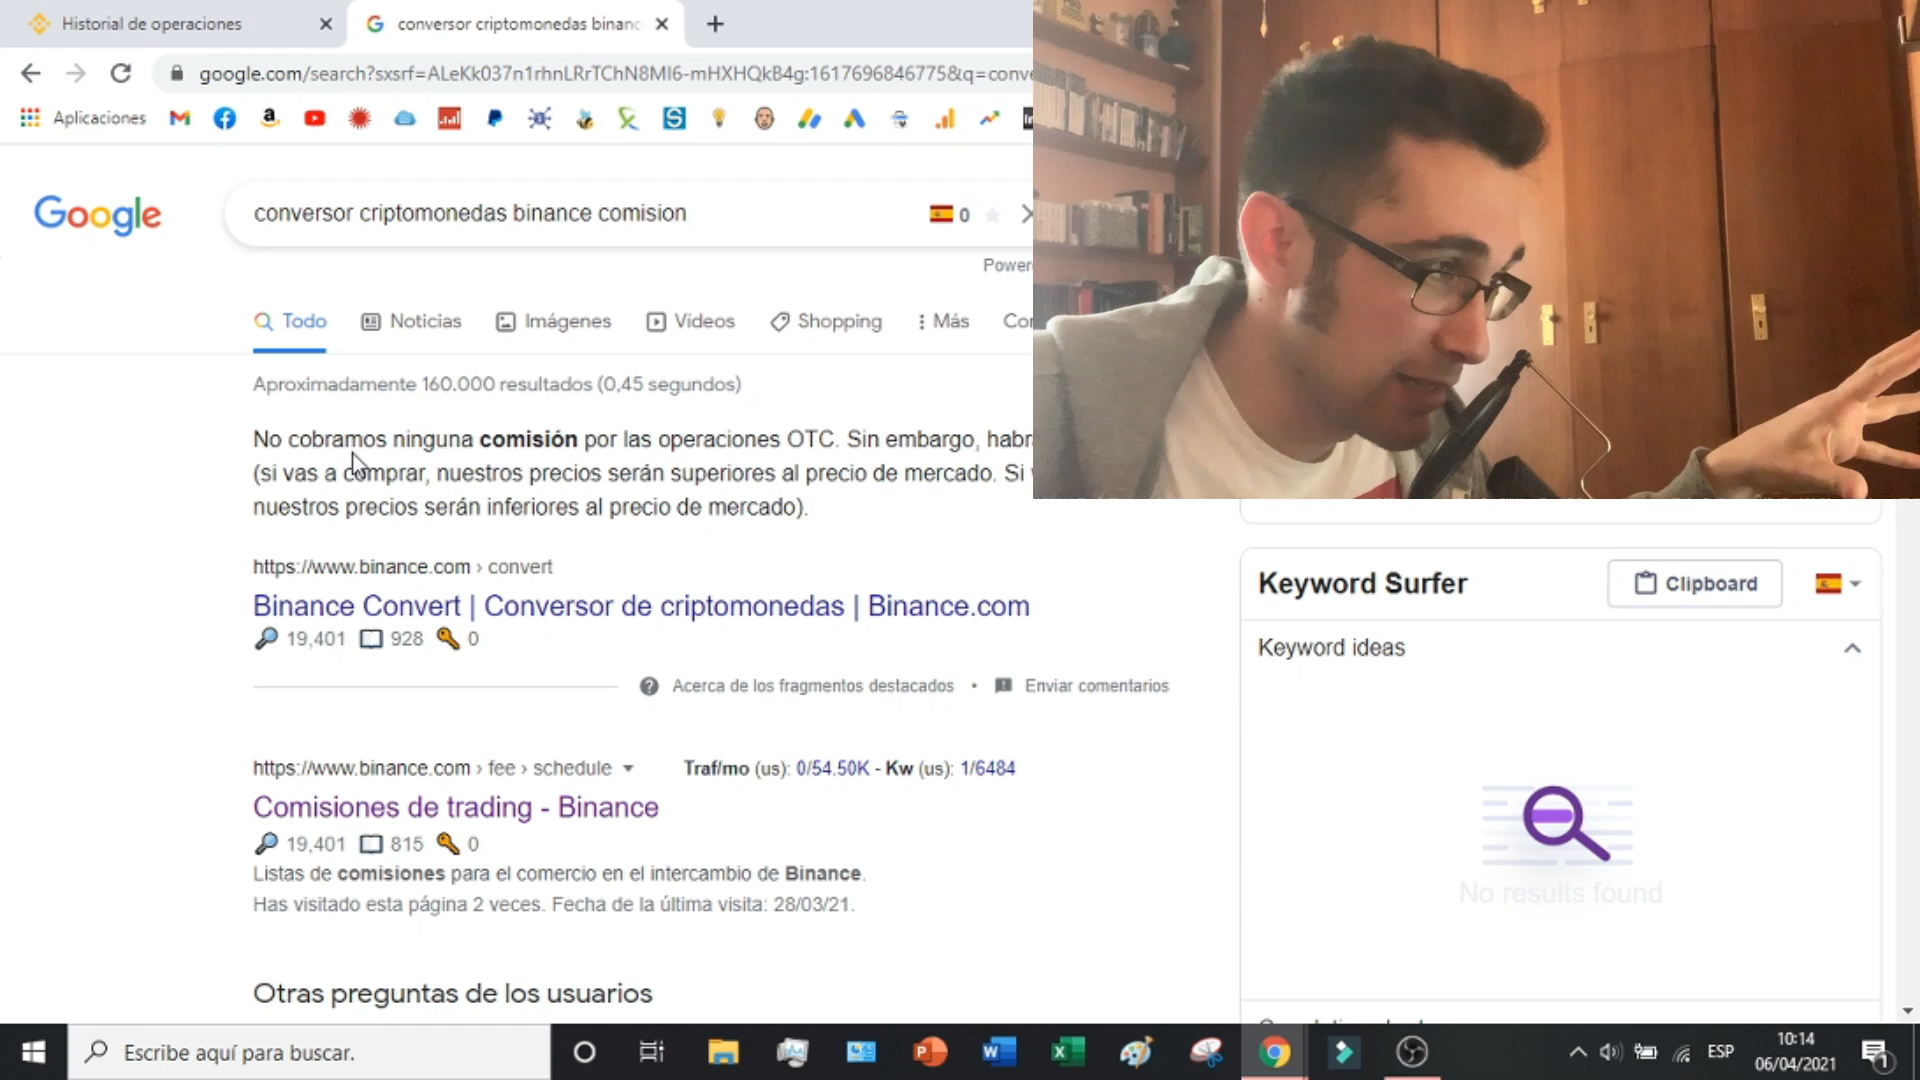 Historial de operaciones
conversor criptomonedas binanc
google.com/search?sxsrf=ALeKk037n1rhnLRrTChN8MI6-mHXHQkB4g:1617696846775&q=conve
Aplicaciones
Google
conversor criptomonedas binance comision
0
Power
Todo
Noticias
Imágenes
Vídeos
Shopping
Más
Aproximadamente 160.000 resultados (0,45 segundos)
No cobramos ninguna comisión por las operaciones OTC. Sin embargo, habr
(si vas a comprar, nuestros precios serán superiores al precio de mercado. Si
nuestros precios serán inferiores al precio de mercado).
https://www.binance.com › convert
Binance Convert | Conversor de criptomonedas | Binance.com
19,401 928 0
Acerca de los fragmentos destacados • Enviar comentarios
https://www.binance.com › fee › schedule
Traf/mo (us): 0/54.50K - Kw (us): 1/6484
Comisiones de trading - Binance
19,401 815 0
Listas de comisiones para el comercio en el intercambio de Binance.
Has visitado esta página 2 veces. Fecha de la última visita: 28/03/21.
Otras preguntas de los usuarios
Keyword Surfer
Clipboard
Keyword ideas
No results found
Escribe aquí para buscar.
ESP
10:14
06/04/2021
1